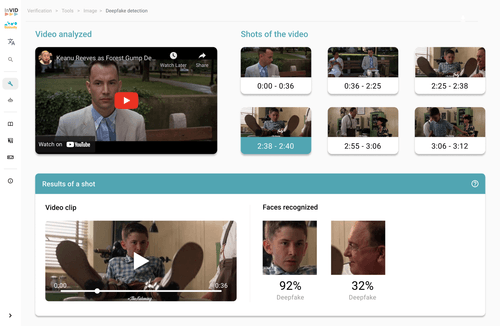 InVID
Verification > Tools > Image > Deepfake detection
Video analyzed
Shots of the video
Keanu Reeves as Forest Gump De...
Watch Later
Share
Watch on YouTube
0:00 - 0:36
0:36 - 2:25
2:25 - 2:38
2:38 - 2:40
2:55 - 3:06
3:06 - 3:12
Results of a shot
Video clip
Faces recognized
0:00
0:36
92%
32%
Deepfake
Deepfake